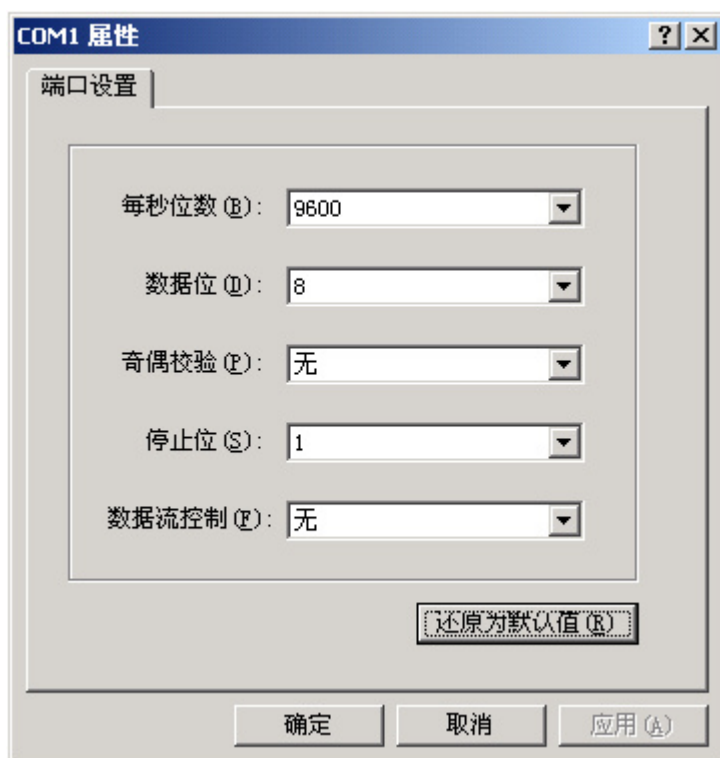 COM1 属性
端口设置
每秒位数(B): 9600
数据位(D): 8
奇偶校验(P): 无
停止位(S): 1
数据流控制(F): 无
还原为默认值(R)
确定 取消 应用(A)